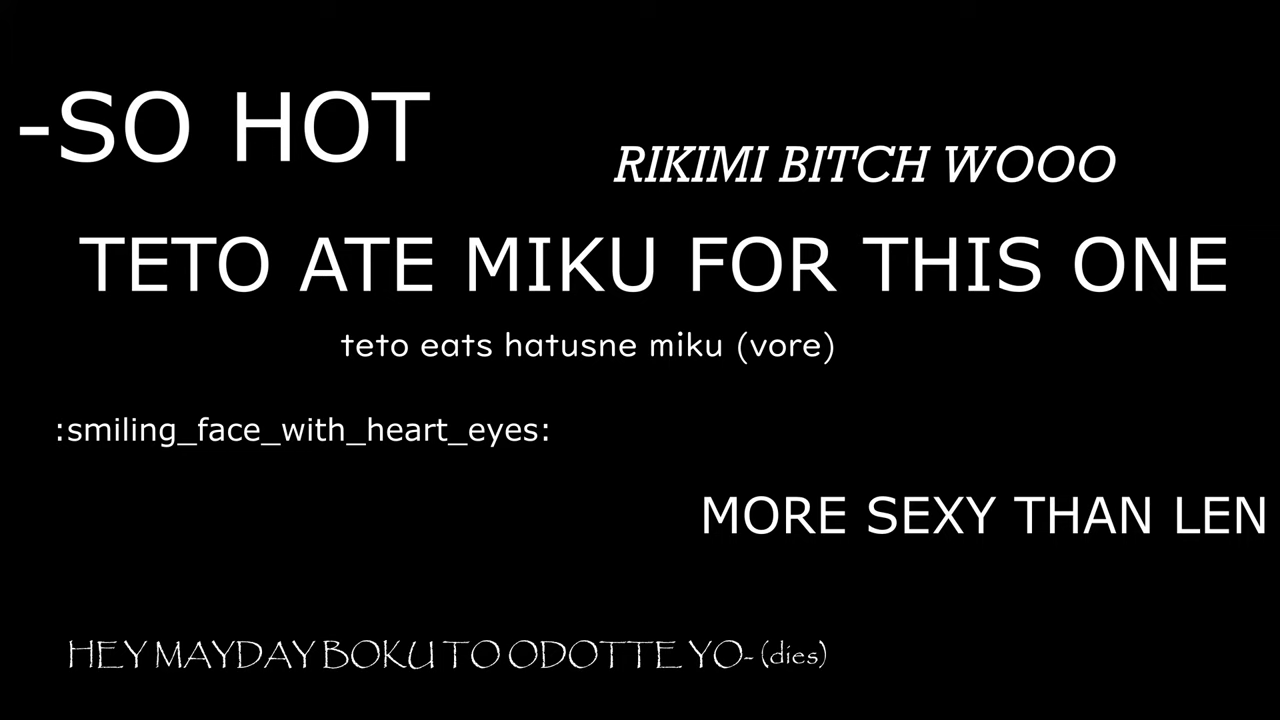 -SO HOT
RIKIMI BITCH WOOO
TETO ATE MIKU FOR THIS ONE
teto eats hatusne miku (vore)
:smiling_face_with_heart_eyes:
MORE SEXY THAN LEN
HEY MAYDAY BOKU TO ODOTTE YO- (dies)